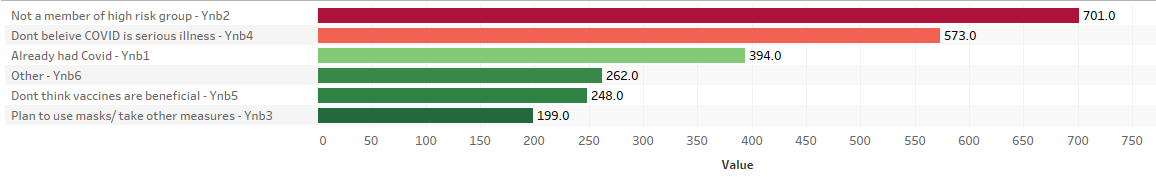 Not a member of high risk group - Ynb2 701.0
Dont beleive COVID is serious illness - Ynb4 573.0
Already had Covid - Ynb1 394.0
Other - Ynb6 262.0
Dont think vaccines are beneficial - Ynb5 248.0
Plan to use masks/ take other measures - Ynb3 199.0
0 50 100 150 200 250 300 350 400 450 500 550 600 650 700 750
Value